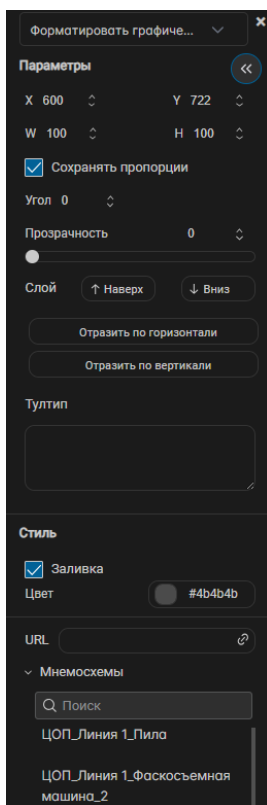 Форматировать графиче...
Параметры
X 600 Y 722
W 100 H 100
Сохранять пропорции
Угол 0
Прозрачность 0
Слой ↑ Наверх ↓ Вниз
Отразить по горизонтали
Отразить по вертикали
Тултип
Стиль
Заливка
Цвет #4b4b4b
URL
Мнемосхемы
Поиск
ЦОП_Линия 1_Пила
ЦОП_Линия 1_Фаскосъемная
машина_2